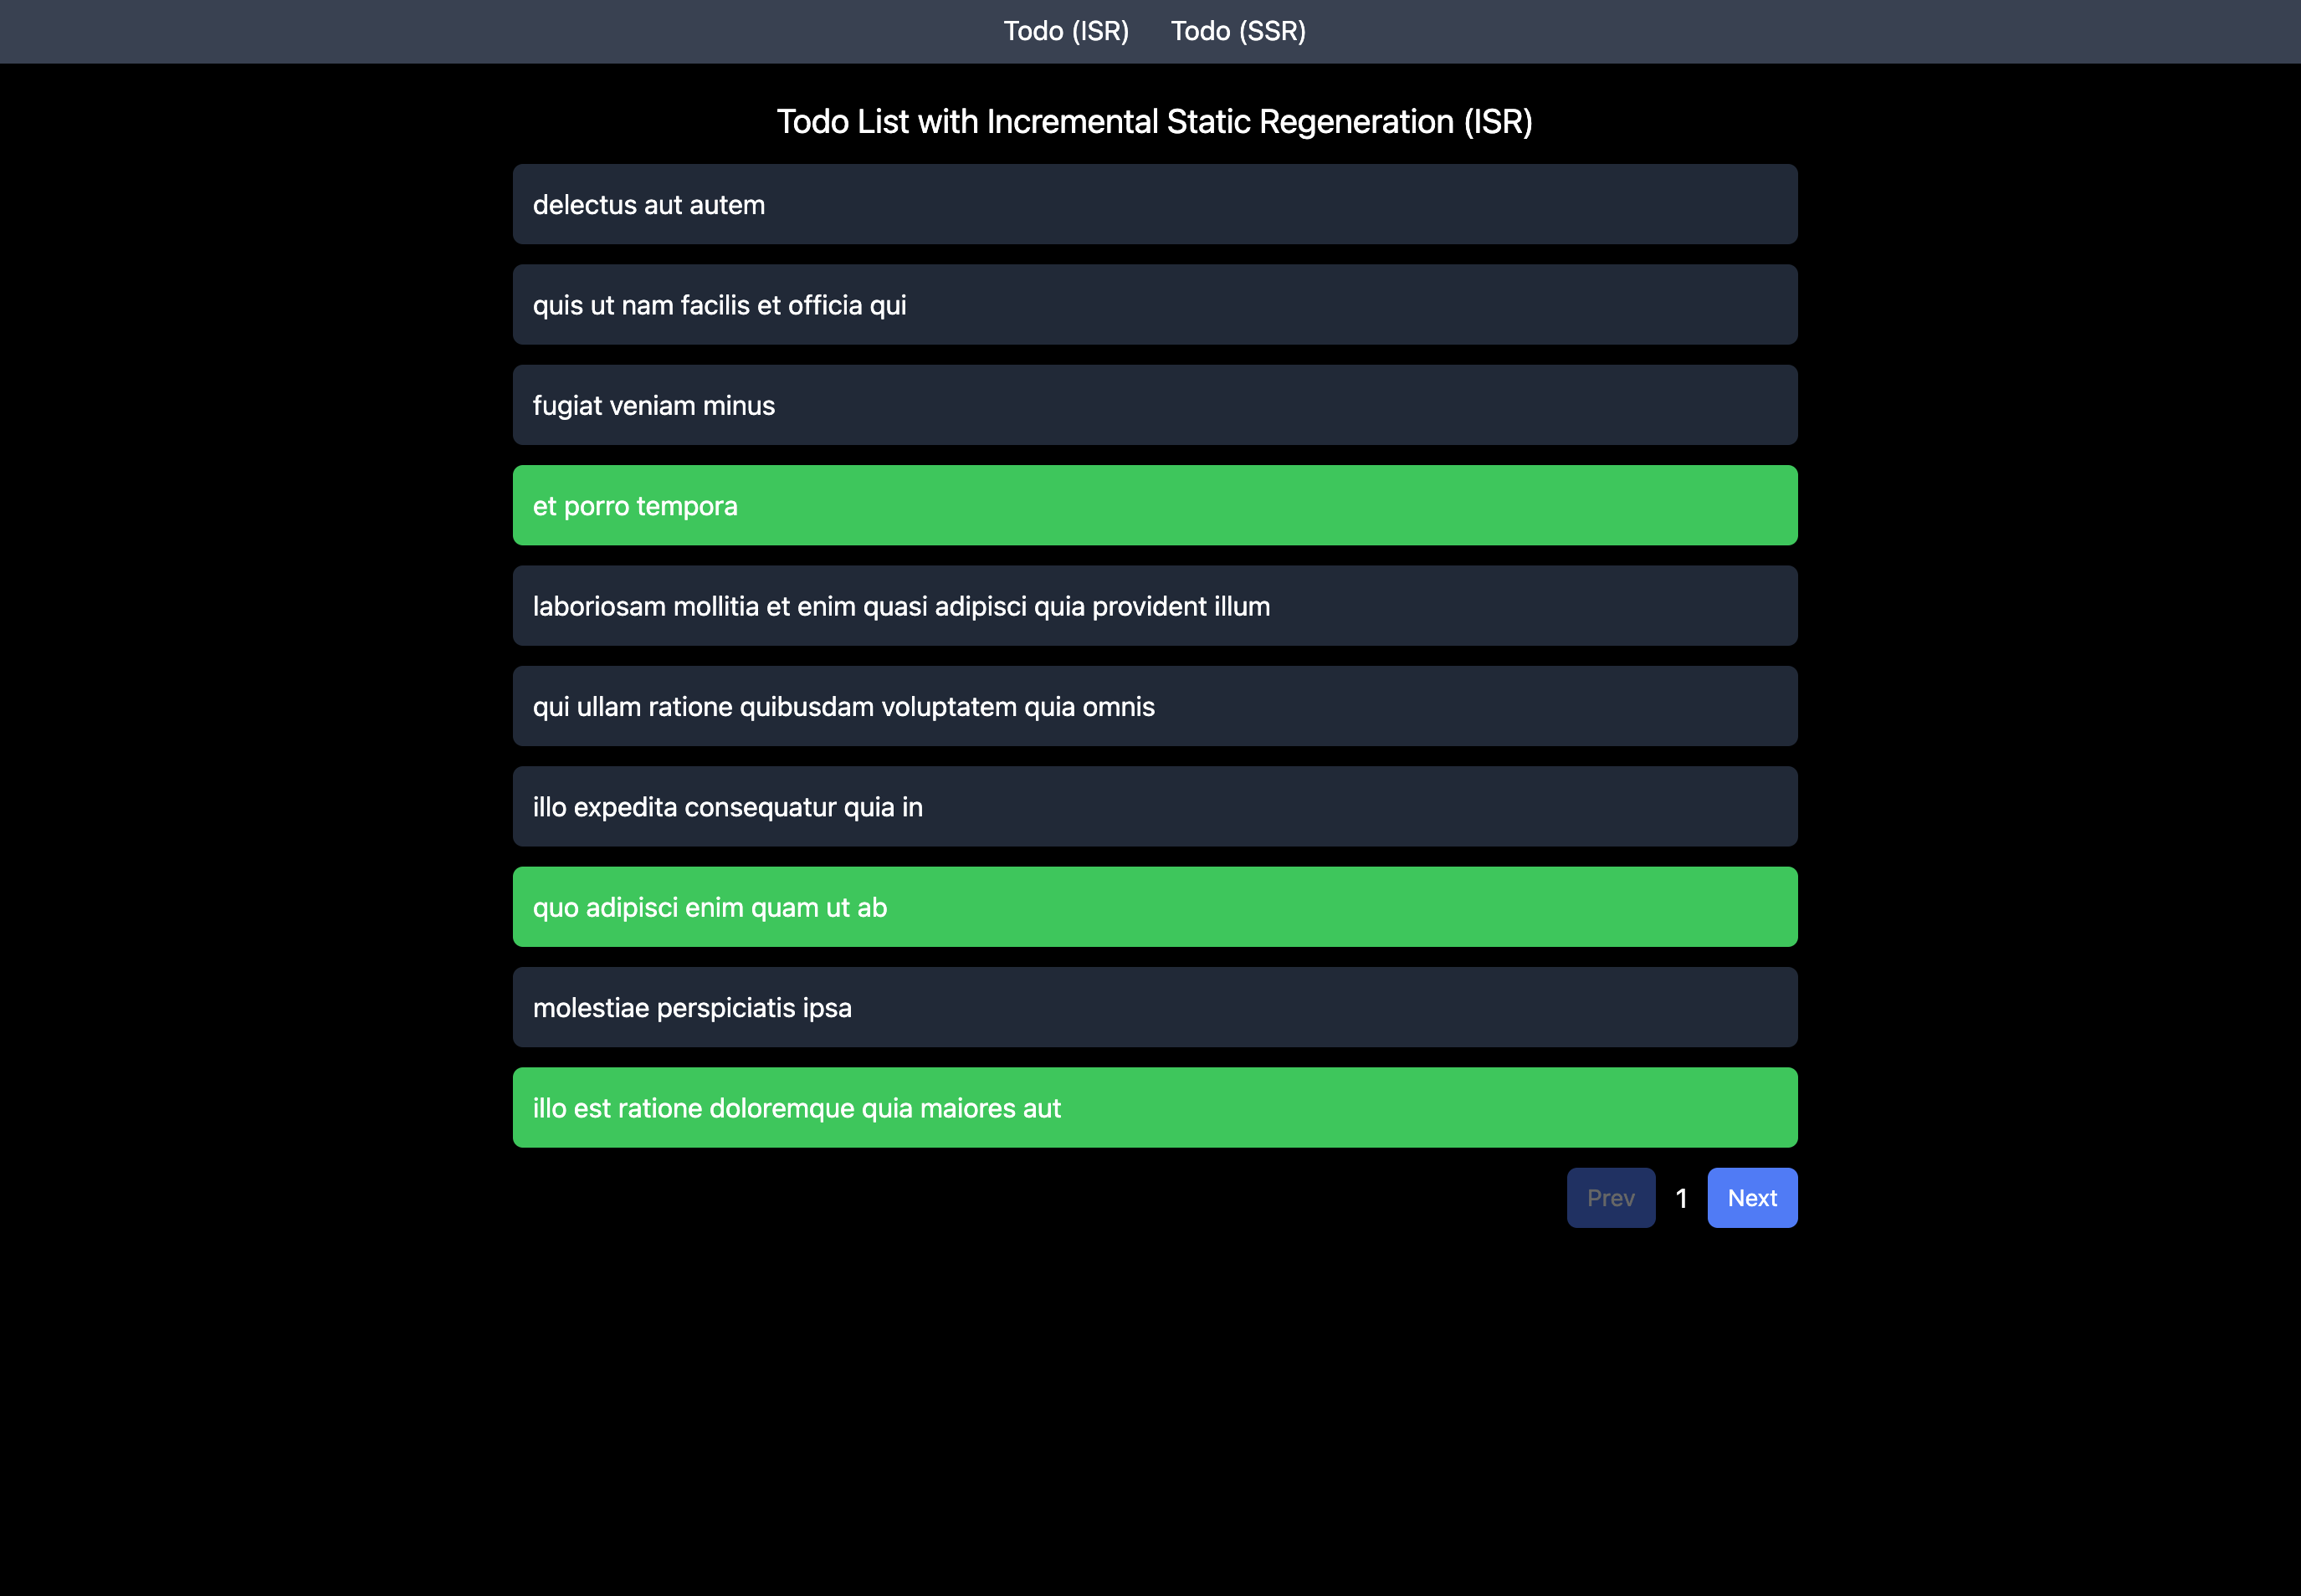 Todo (ISR) Todo (SSR)
Todo List with Incremental Static Regeneration (ISR)
delectus aut autem
quis ut nam facilis et officia qui
fugiat veniam minus
et porro tempora
laboriosam mollitia et enim quasi adipisci quia provident illum
qui ullam ratione quibusdam voluptatem quia omnis
illo expedita consequatur quia in
quo adipisci enim quam ut ab
molestiae perspiciatis ipsa
illo est ratione doloremque quia maiores aut
Prev 1 Next